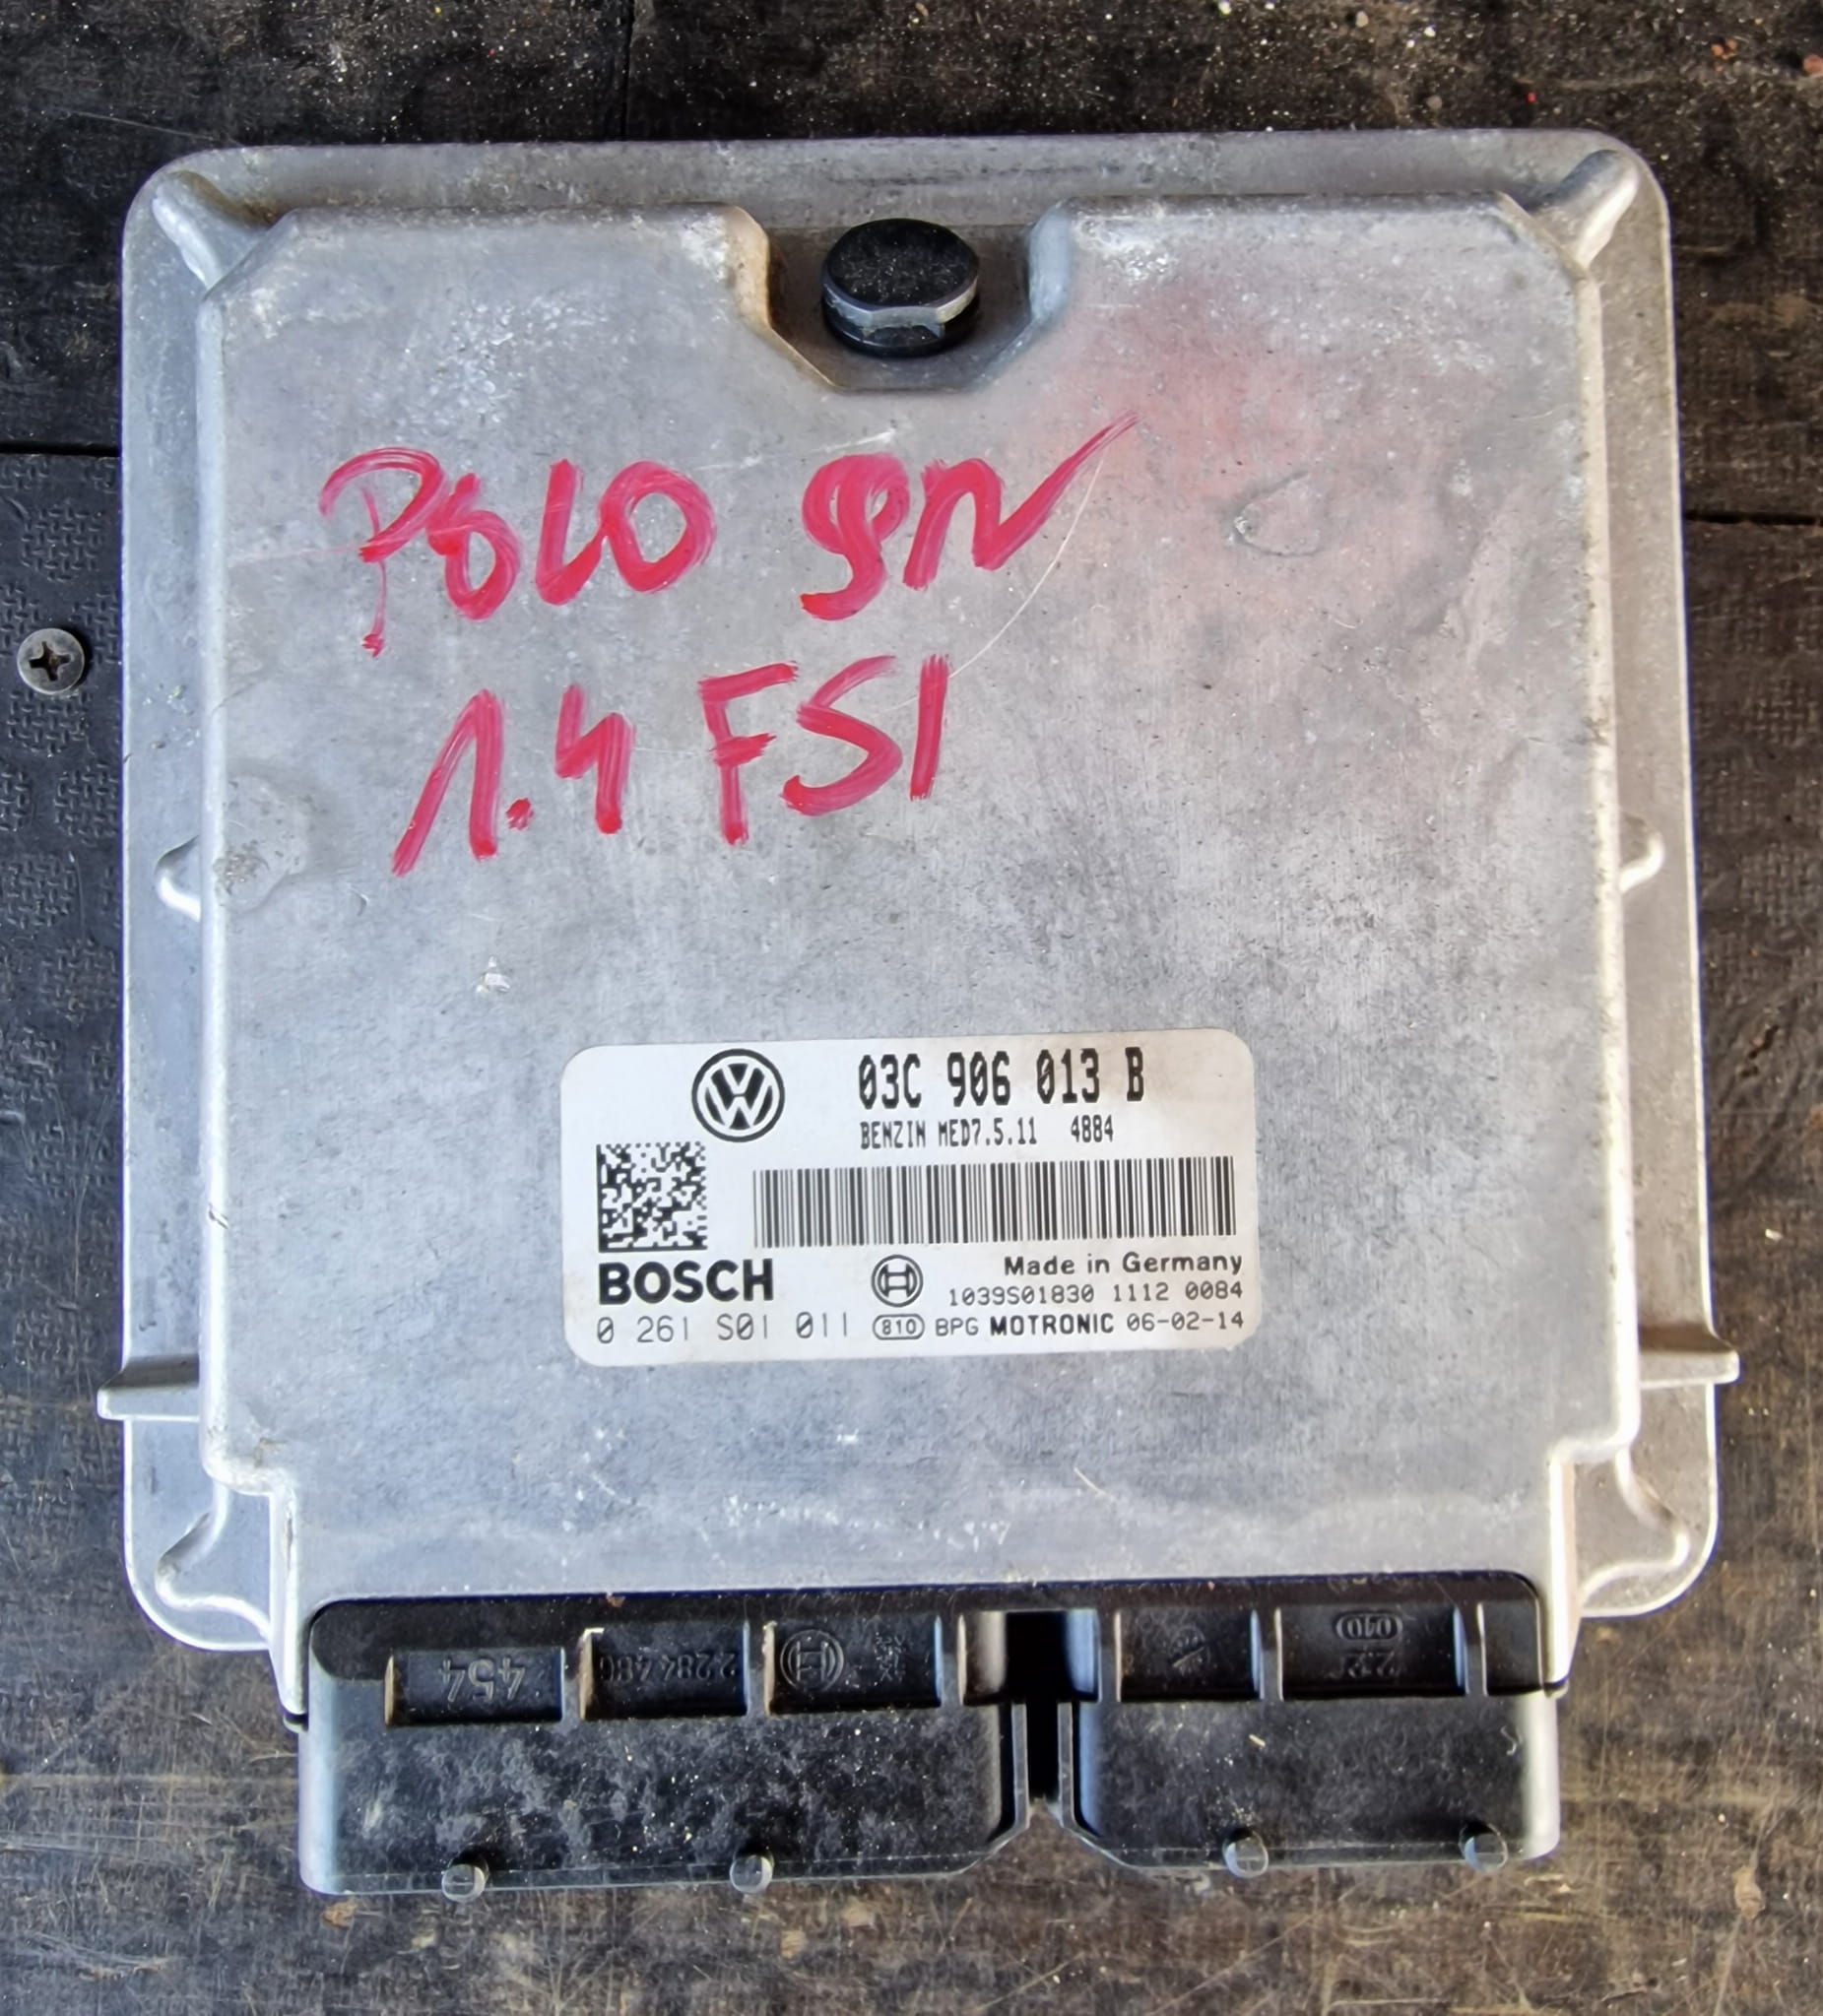 POLO 9N
1.4 FSI
03C 906 013 B
BENZIN MED7.5.11 4884
BOSCH
Made in Germany
1039S01830 1112 0084
0 261 S01 011 810 BPG MOTRONIC 06-02-14
454
040